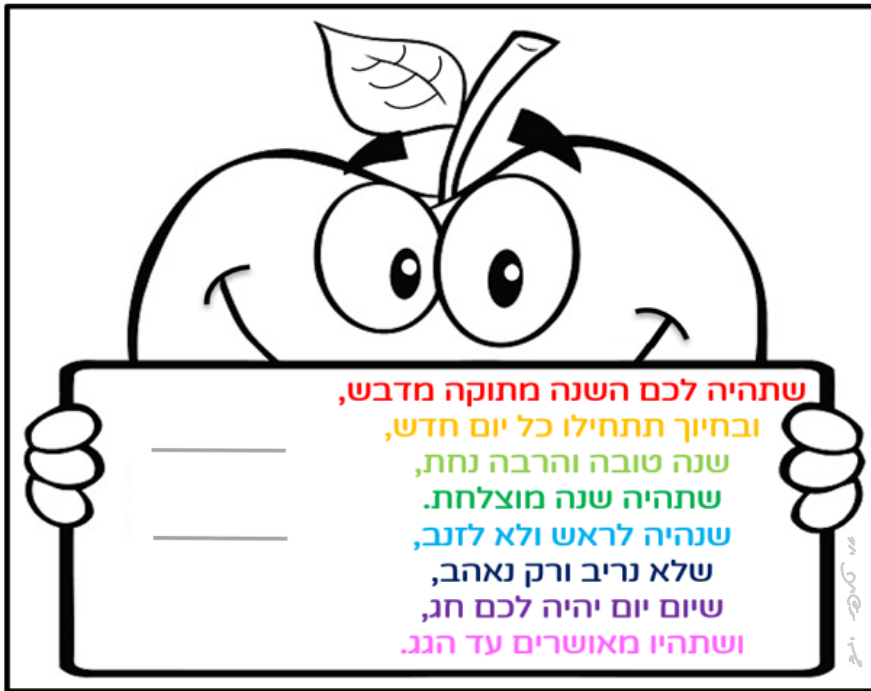 שתהיה לכם השנה מתוקה מדבש,
ובחיוך תתחילו כל יום חדש,
שנה טובה והרבה נחת,
שתהיה שנה מוצלחת.
שנהיה לראש ולא לזנב,
שלא נריב ורק נאהב,
שיום יום יהיה לכם חג,
ושתהיו מאושרים עד הגג.